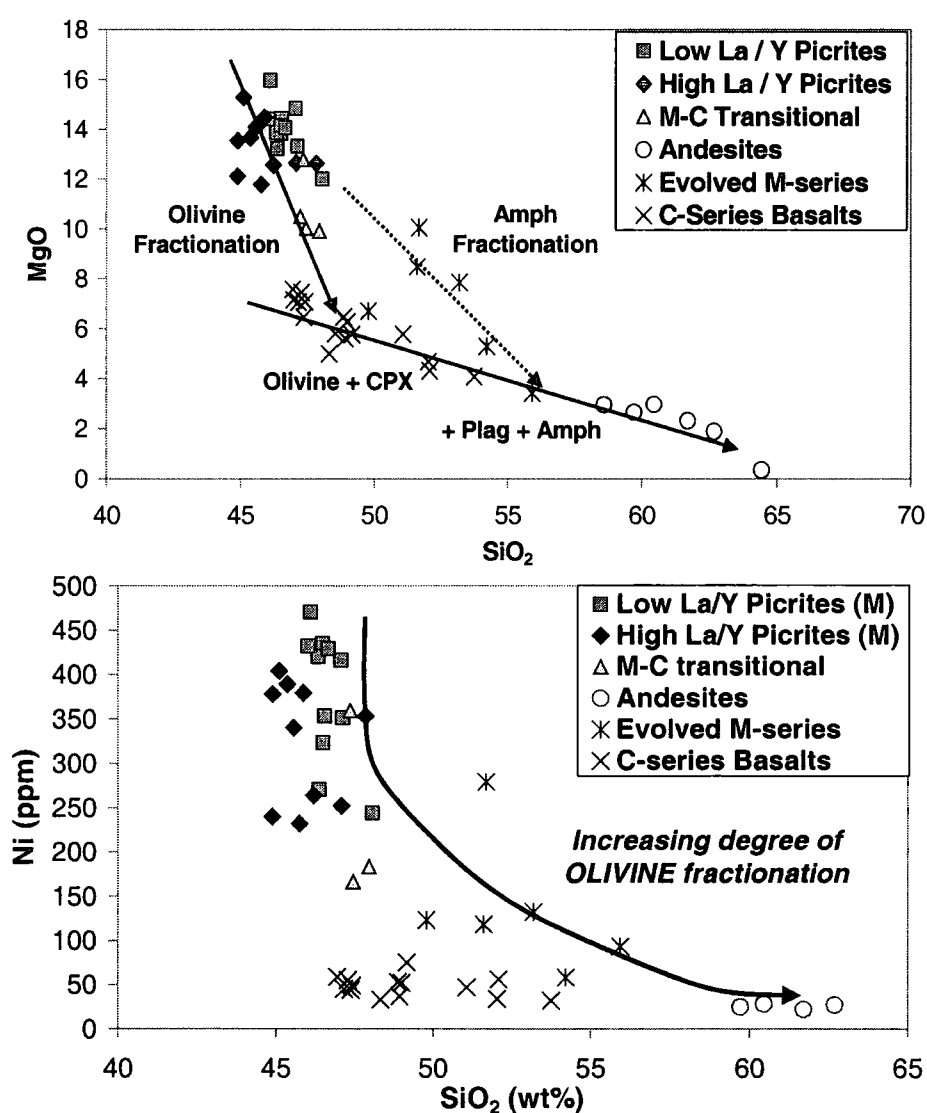 18
16
14
12
10
8
6
4
2
0
MgO
Low La / Y Picrites
High La / Y Picrites
M-C Transitional
Andesites
Evolved M-series
C-Series Basalts
Olivine
Fractionation
Amph
Fractionation
Olivine + CPX
+ Plag + Amph
40 45 50 55 60 65 70
SiO₂
500
450
400
350
300
250
200
150
100
50
0
Ni (ppm)
Low La/Y Picrites (M)
High La/Y Picrites (M)
M-C transitional
Andesites
Evolved M-series
C-series Basalts
Increasing degree of
OLIVINE fractionation
40 45 50 55 60 65
SiO₂ (wt%)